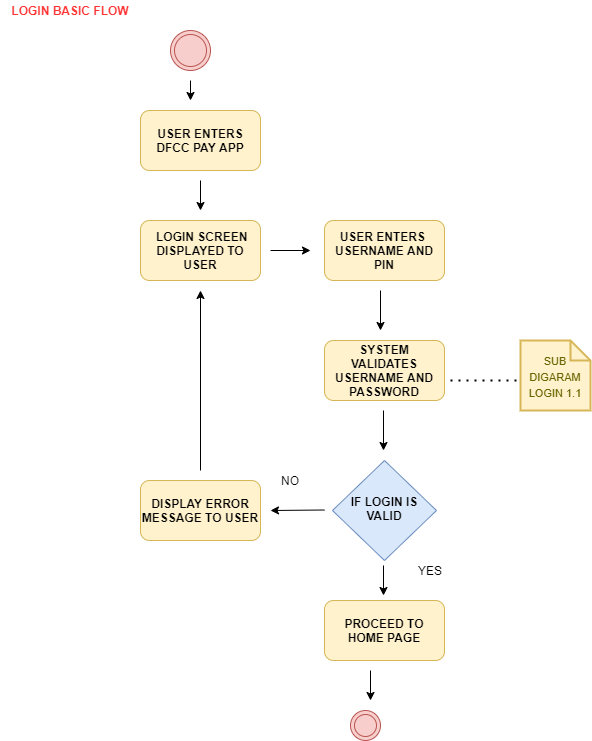 LOGIN BASIC FLOW
USER ENTERS
DFCC PAY APP
LOGIN SCREEN
DISPLAYED TO
USER
USER ENTERS
USERNAME AND
PIN
SYSTEM
VALIDATES
USERNAME AND
PASSWORD
SUB
DIGARAM
LOGIN 1.1
IF LOGIN IS
VALID
NO
DISPLAY ERROR
MESSAGE TO USER
YES
PROCEED TO
HOME PAGE